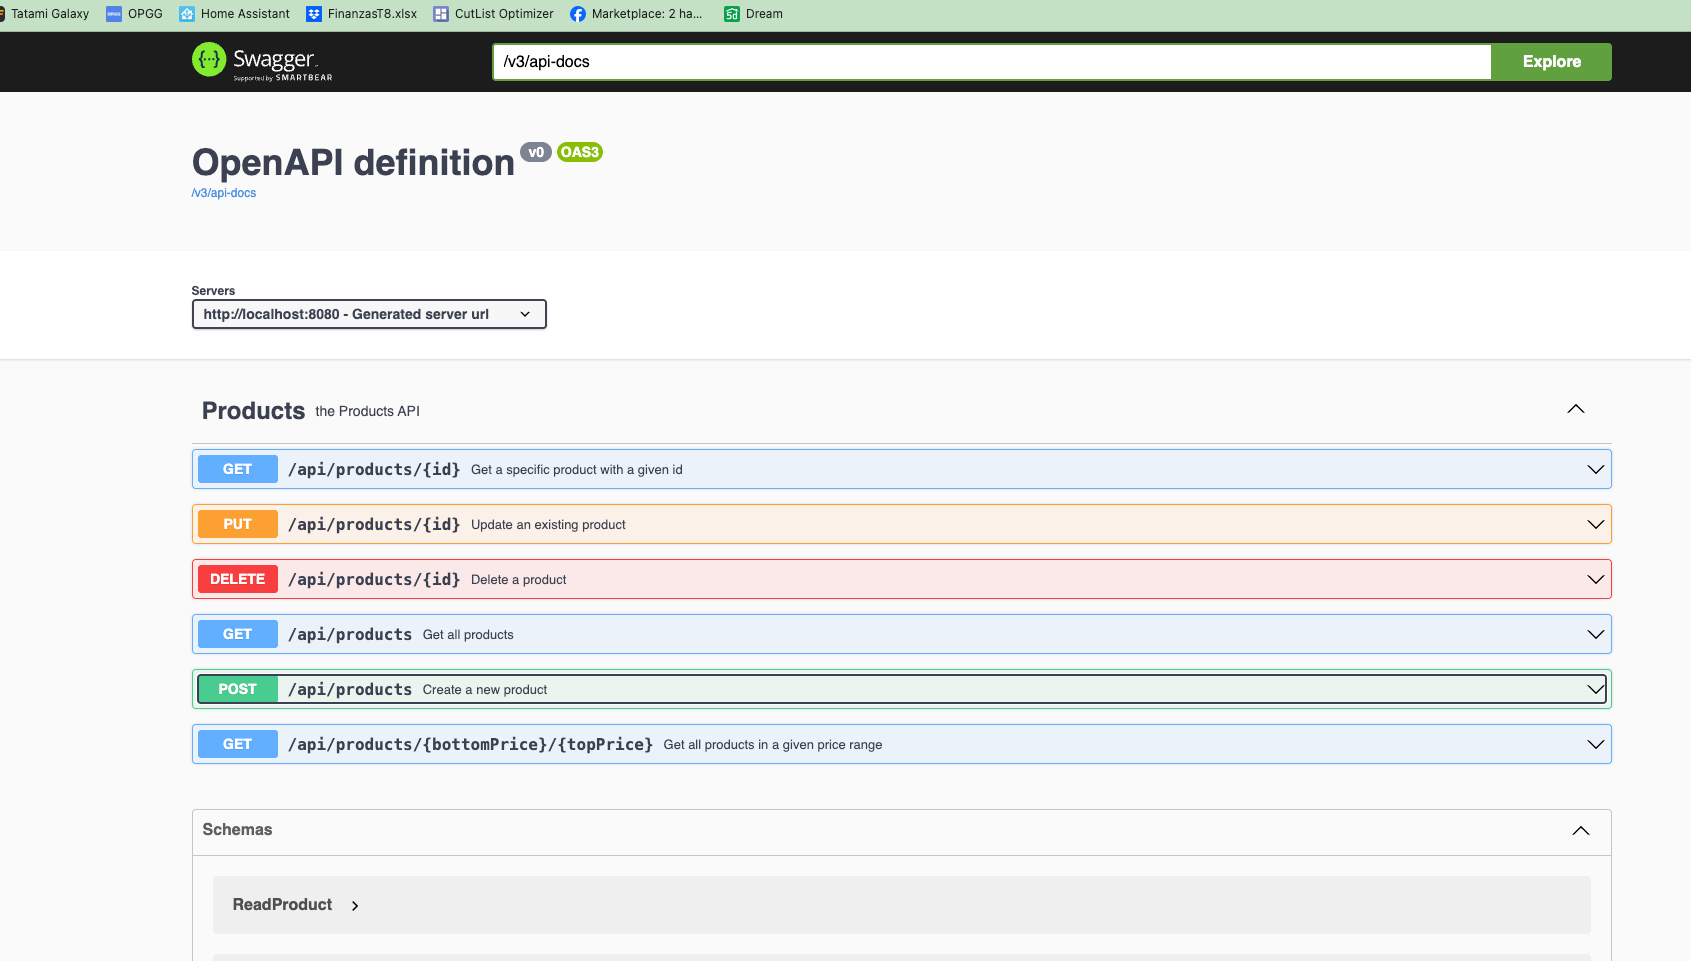 Tatami Galaxy OPGG Home Assistant FinanzasT8.xlsx CutList Optimizer Marketplace: 2 ha... Dream
Swagger.
Supported by SMARTBEAR
/v3/api-docs
Explore
OpenAPI definition v0 OAS3
/v3/api-docs
Servers
http://localhost:8080 - Generated server url
Products the Products API
GET /api/products/{id} Get a specific product with a given id
PUT /api/products/{id} Update an existing product
DELETE /api/products/{id} Delete a product
GET /api/products Get all products
POST /api/products Create a new product
GET /api/products/{bottomPrice}/{topPrice} Get all products in a given price range
Schemas
ReadProduct